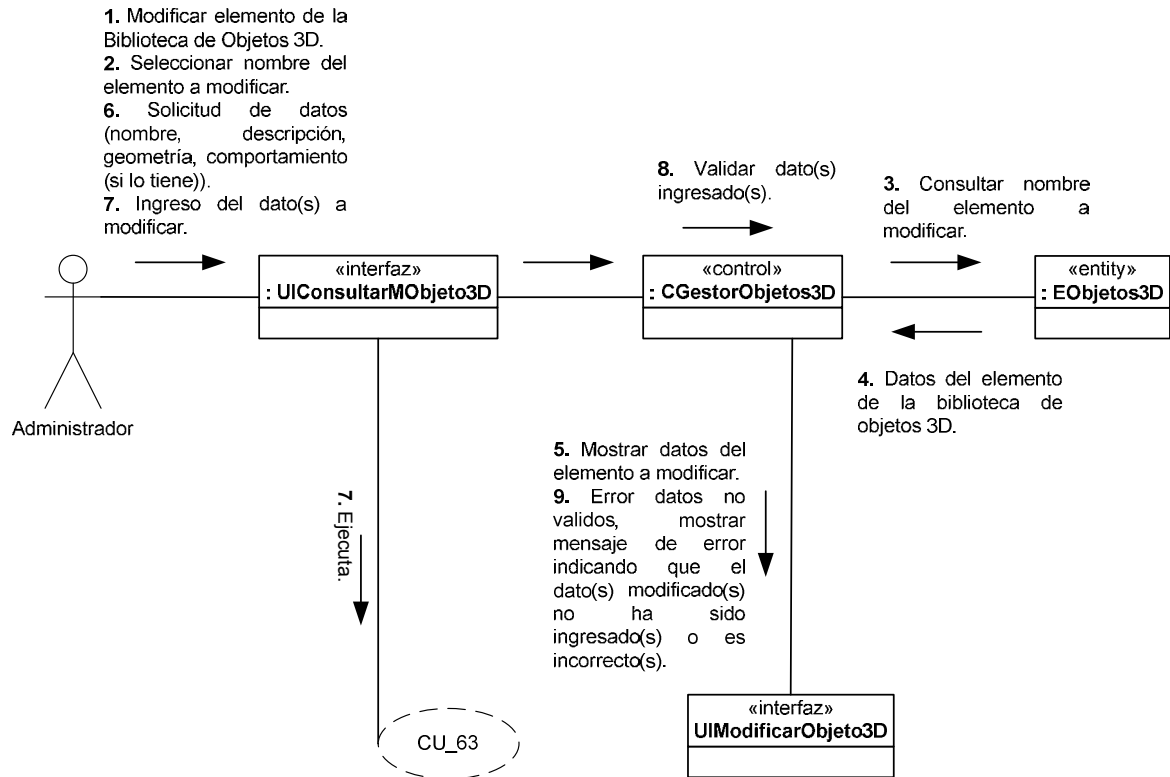 1. Modificar elemento de la
Biblioteca de Objetos 3D.
2. Seleccionar nombre del
elemento a modificar.
6. Solicitud de datos
(nombre, descripción,
geometría, comportamiento
(si lo tiene)).
7. Ingreso del dato(s) a
modificar.
8. Validar dato(s)
ingresado(s).
3. Consultar nombre
del elemento a
modificar.
«interfaz»
: UIConsultarMObjeto3D
«control»
: CGestorObjetos3D
«entity»
: EObjetos3D
Administrador
4. Datos del elemento
de la biblioteca de
objetos 3D.
7. Ejecuta.
5. Mostrar datos del
elemento a modificar.
9. Error datos no
validos, mostrar
mensaje de error
indicando que el
dato(s) modificado(s)
no ha sido
ingresado(s) o es
incorrecto(s).
CU_63
«interfaz»
UIModificarObjeto3D